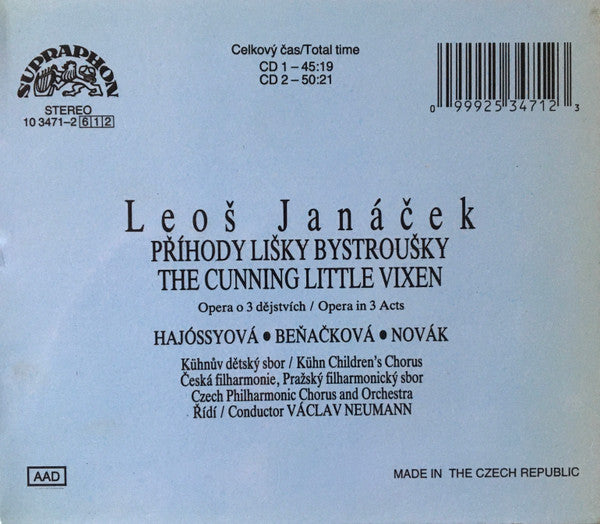 SUPRAPHON
STEREO
10 3471-2 6 1 2
Celkový čas/Total time
CD 1 – 45:19
CD 2 – 50:21
0 99925 34712 3
Leoš Janáček
PŘÍHODY LIŠKY BYSTROUŠKY
THE CUNNING LITTLE VIXEN
Opera o 3 dějstvích / Opera in 3 Acts
HAJÓSSYOVÁ • BEŇAČKOVÁ • NOVÁK
Kühnův dětský sbor / Kühn Children's Chorus
Česká filharmonie, Pražský filharmonický sbor
Czech Philharmonic Chorus and Orchestra
Řídí / Conductor VÁCLAV NEUMANN
AAD
MADE IN THE CZECH REPUBLIC